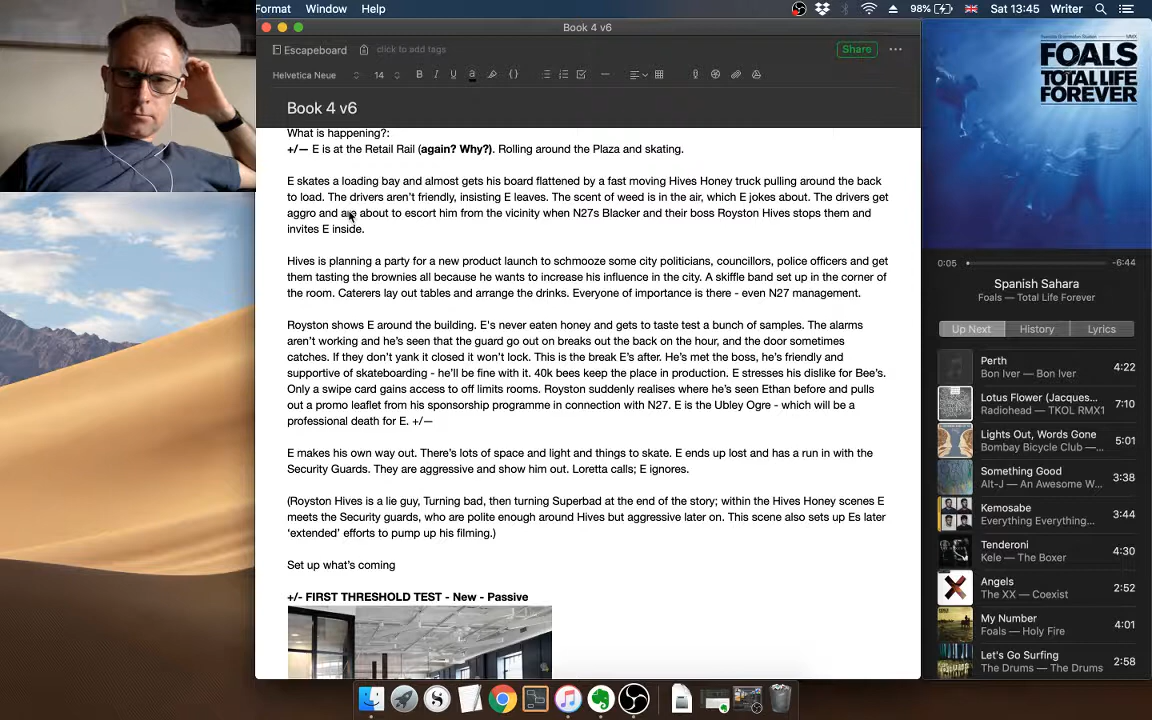 Format Window Help 98% Sat 13:45 Writer
Book 4 v6
Escapeboard click to add tags Share
Helvetica Neue 14 B I U a
Book 4 v6
What is happening?:
+/— E is at the Retail Rail (again? Why?). Rolling around the Plaza and skating.
E skates a loading bay and almost gets his board flattened by a fast moving Hives Honey truck pulling around the back
to load. The drivers aren't friendly, insisting E leaves. The scent of weed is in the air, which E jokes about. The drivers get
aggro and are about to escort him from the vicinity when N27s Blacker and their boss Royston Hives stops them and
invites E inside.
Hives is planning a party for a new product launch to schmooze some city politicians, councillors, police officers and get
them tasting the brownies all because he wants to increase his influence in the city. A skiffle band set up in the corner of
the room. Caterers lay out tables and arrange the drinks. Everyone of importance is there - even N27 management.
Royston shows E around the building. E's never eaten honey and gets to taste test a bunch of samples. The alarms
aren't working and he's seen that the guard go out on breaks out the back on the hour, and the door sometimes
catches. If they don't yank it closed it won't lock. This is the break E's after. He's met the boss, he's friendly and
supportive of skateboarding - he'll be fine with it. 40k bees keep the place in production. E stresses his dislike for Bee's.
Only a swipe card gains access to off limits rooms. Royston suddenly realises where he's seen Ethan before and pulls
out a promo leaflet from his sponsorship programme in connection with N27. E is the Ubley Ogre - which will be a
professional death for E. +/—
E makes his own way out. There's lots of space and light and things to skate. E ends up lost and has a run in with the
Security Guards. They are aggressive and show him out. Loretta calls; E ignores.
(Royston Hives is a lie guy, Turning bad, then turning Superbad at the end of the story; within the Hives Honey scenes E
meets the Security guards, who are polite enough around Hives but aggressive later on. This scene also sets up Es later
'extended' efforts to pump up his filming.)
Set up what's coming
+/- FIRST THRESHOLD TEST - New - Passive
FOALS
TOTAL LIFE
FOREVER
0:05 -6:44
Spanish Sahara
Foals — Total Life Forever
Up Next History Lyrics
Perth
Bon Iver — Bon Iver 4:22
Lotus Flower (Jacques...
Radiohead — TKOL RMX1 7:10
Lights Out, Words Gone
Bombay Bicycle Club —... 5:01
Something Good
Alt-J — An Awesome W... 3:38
Kemosabe
Everything Everything... 3:44
Tenderoni
Kele — The Boxer 4:30
Angels
The XX — Coexist 2:52
My Number
Foals — Holy Fire 4:01
Let's Go Surfing
The Drums — The Drums 2:58